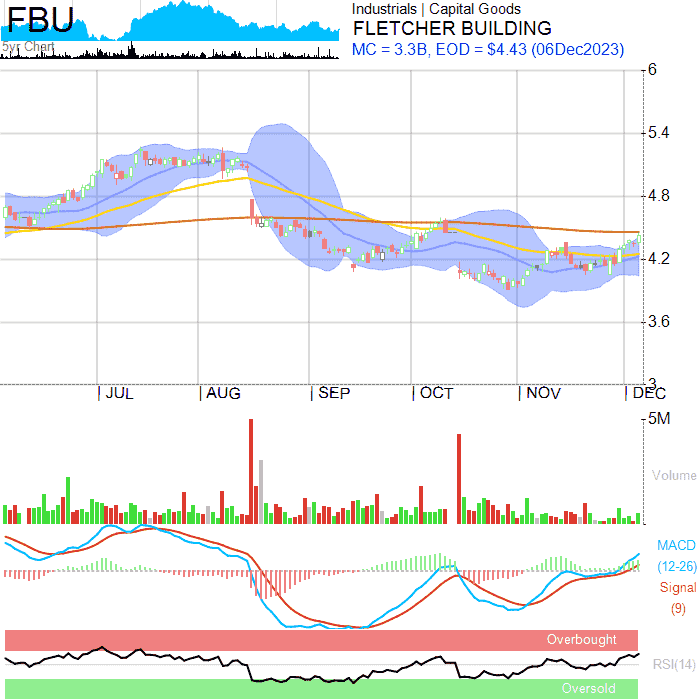 FBU
5yr Chart
Industrials | Capital Goods
FLETCHER BUILDING
MC = 3.3B, EOD = $4.43 (06Dec2023)
6
5.4
4.8
4.2
3.6
3
| JUL | AUG | SEP | OCT | NOV | DEC
5M
Volume
MACD
(12-26)
Signal
(9)
Overbought
RSI(14)
Oversold